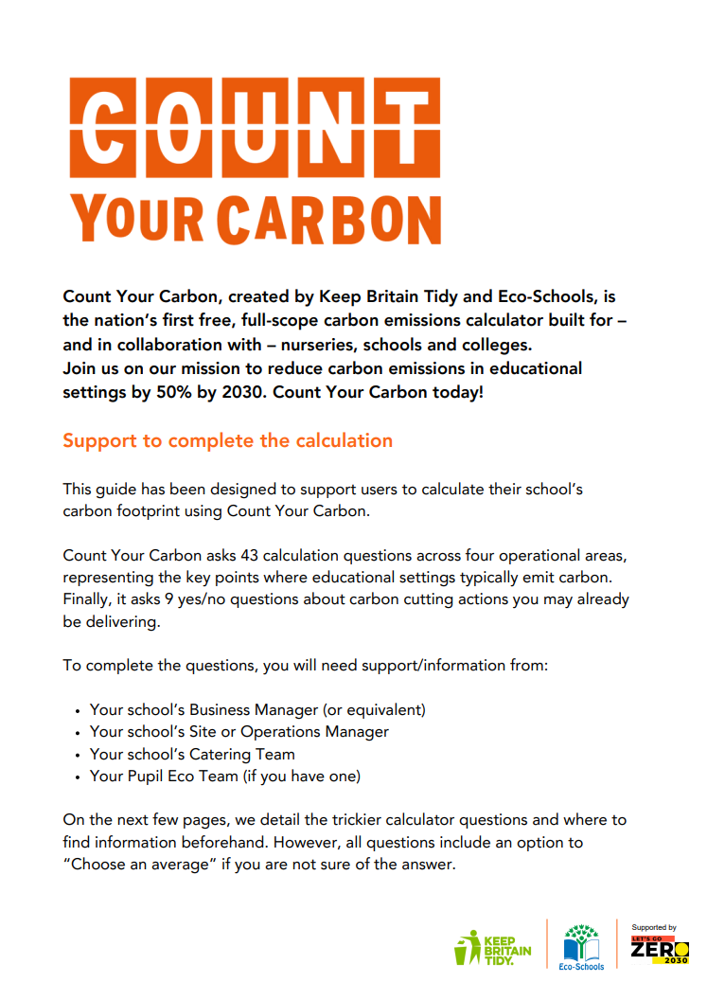 COUNT
YOUR CARBON
Count Your Carbon, created by Keep Britain Tidy and Eco-Schools, is
the nation’s first free, full-scope carbon emissions calculator built for –
and in collaboration with – nurseries, schools and colleges.
Join us on our mission to reduce carbon emissions in educational
settings by 50% by 2030. Count Your Carbon today!
Support to complete the calculation
This guide has been designed to support users to calculate their school’s
carbon footprint using Count Your Carbon.
Count Your Carbon asks 43 calculation questions across four operational areas,
representing the key points where educational settings typically emit carbon.
Finally, it asks 9 yes/no questions about carbon cutting actions you may already
be delivering.
To complete the questions, you will need support/information from:
• Your school’s Business Manager (or equivalent)
• Your school’s Site or Operations Manager
• Your school’s Catering Team
• Your Pupil Eco Team (if you have one)
On the next few pages, we detail the trickier calculator questions and where to
find information beforehand. However, all questions include an option to
“Choose an average” if you are not sure of the answer.
KEEP
BRITAIN
TIDY.
Eco-Schools
Supported by
LET'S GO
ZERO
2030